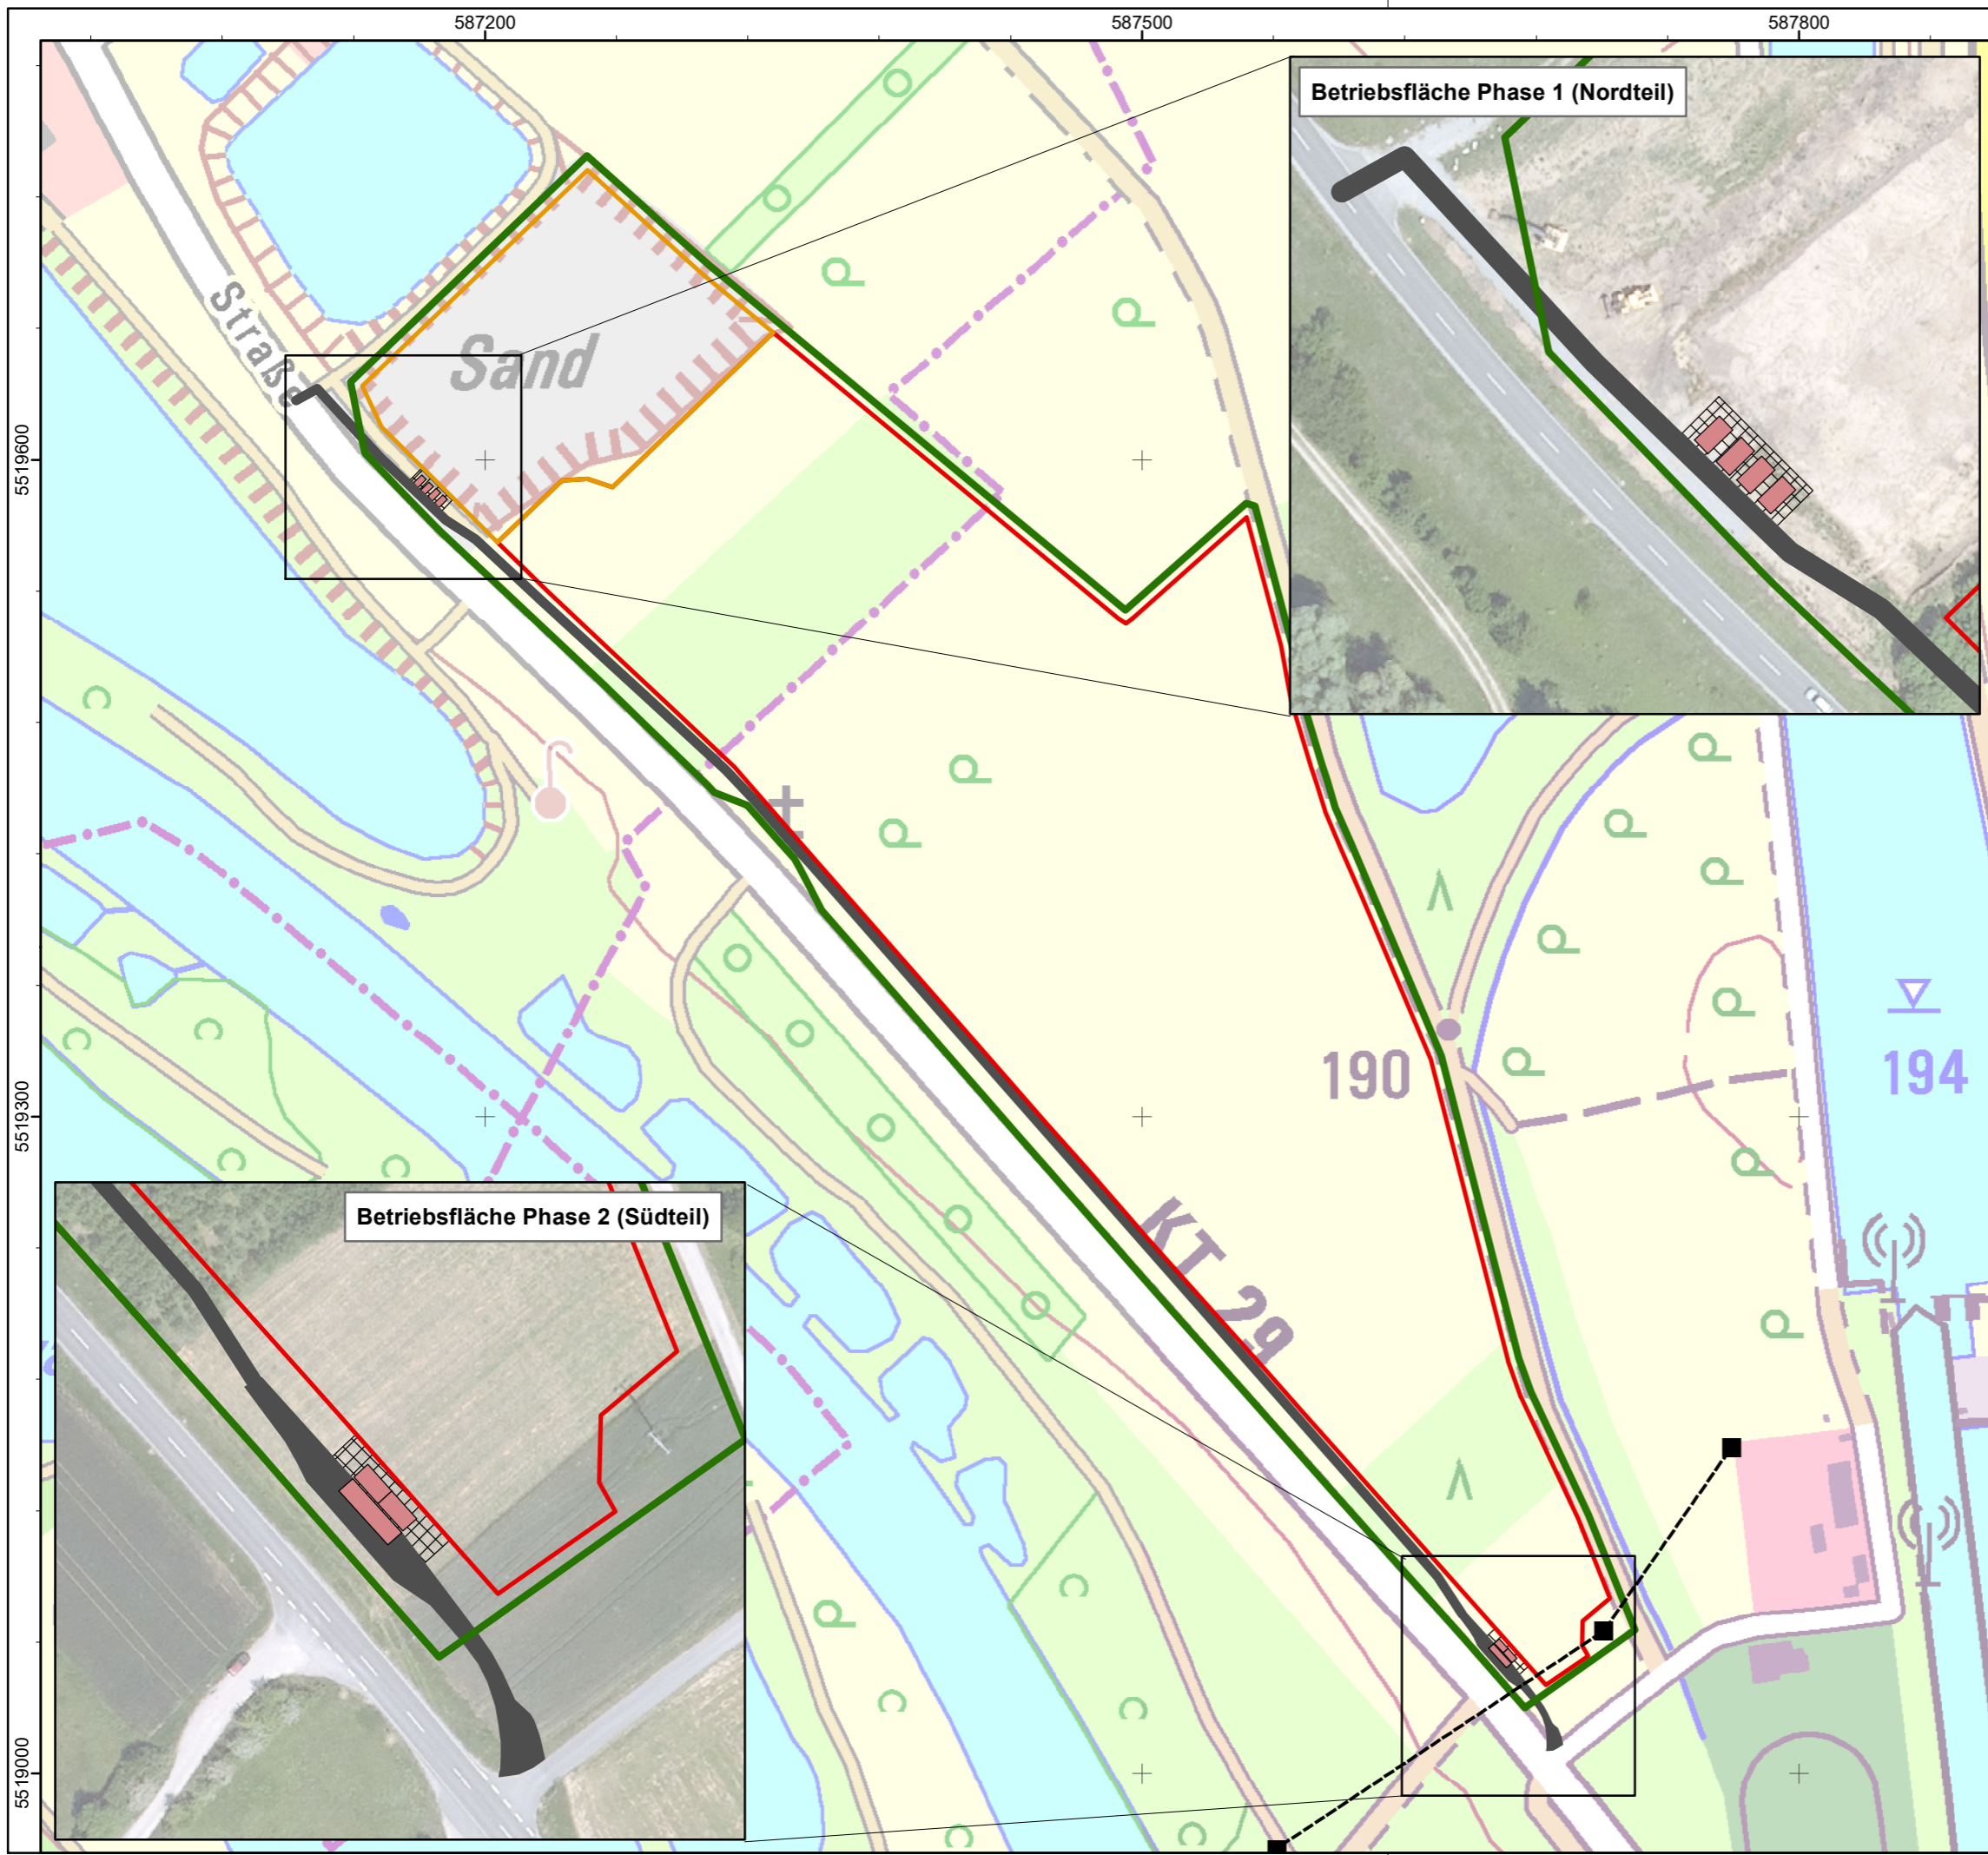 587200
587500
587800
Betriebsfläche Phase 1 (Nordteil)
Straße
Sand
5519600
190
194
5519300
Betriebsfläche Phase 2 (Südteil)
KT 29
5519000